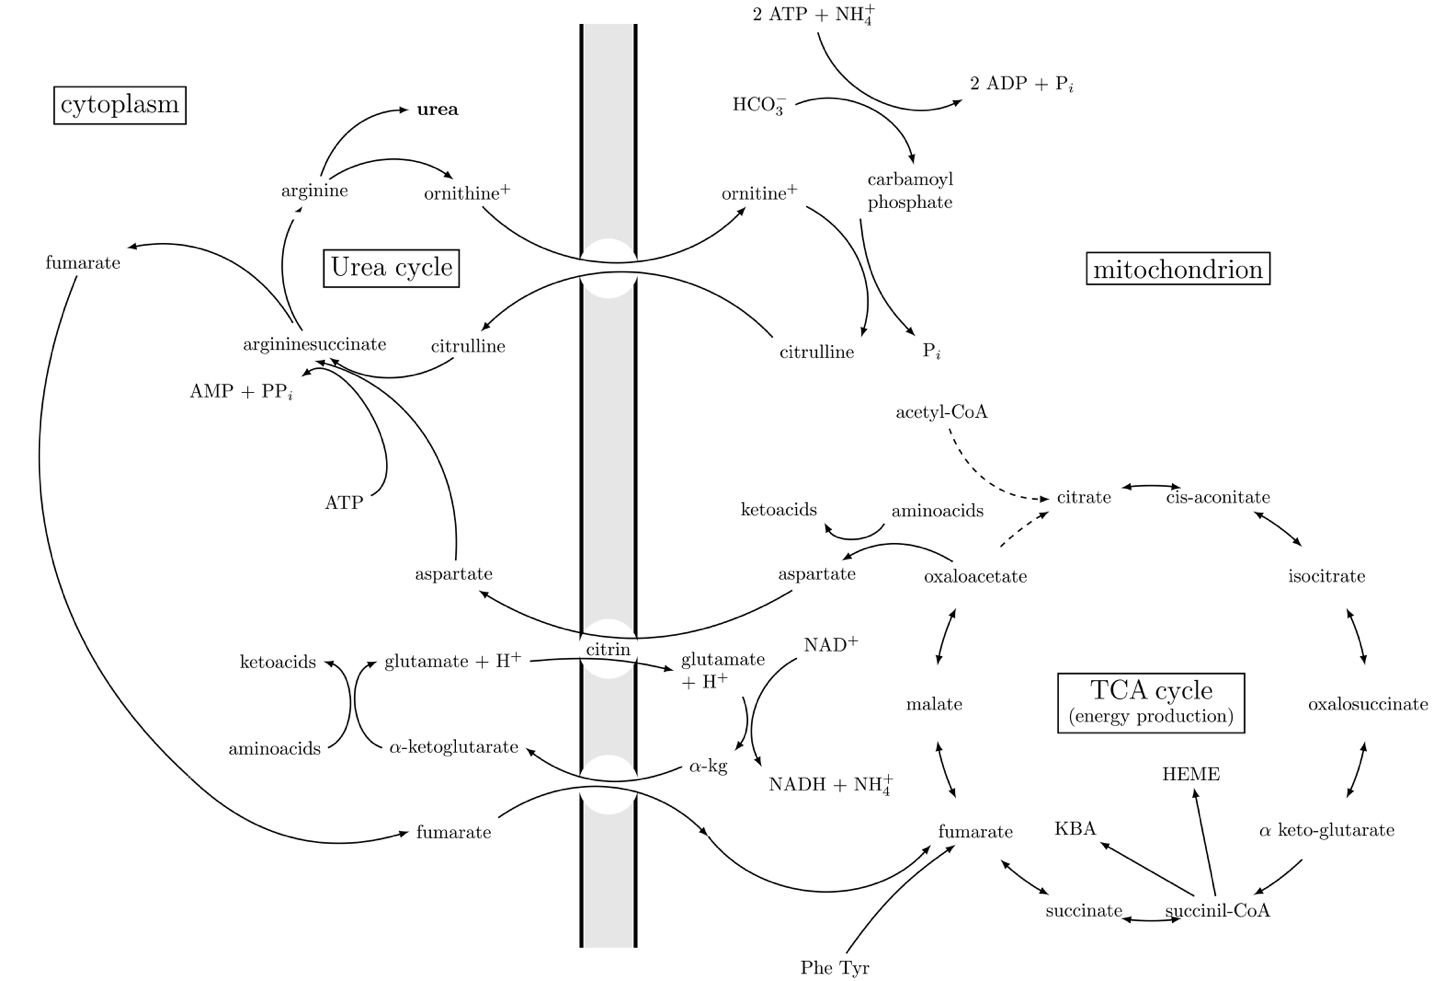 2 ATP + NH₄⁺
2 ADP + Pᵢ
cytoplasm
HCO₃⁻
urea
arginine
ornithine⁺
ornitine⁺
carbamoyl
phosphate
fumarate
Urea cycle
mitochondrion
argininesuccinate
citrulline
citrulline
Pᵢ
AMP + PPᵢ
acetyl-CoA
ATP
citrate
cis-aconitate
ketoacids
aminoacids
aspartate
aspartate
oxaloacetate
isocitrate
citrin
NAD⁺
ketoacids
glutamate + H⁺
glutamate
+ H⁺
malate
TCA cycle
(energy production)
oxalosuccinate
aminoacids
α-ketoglutarate
α-kg
NADH + NH₄⁺
HEME
fumarate
fumarate
KBA
α keto-glutarate
succinate
succinil-CoA
Phe Tyr